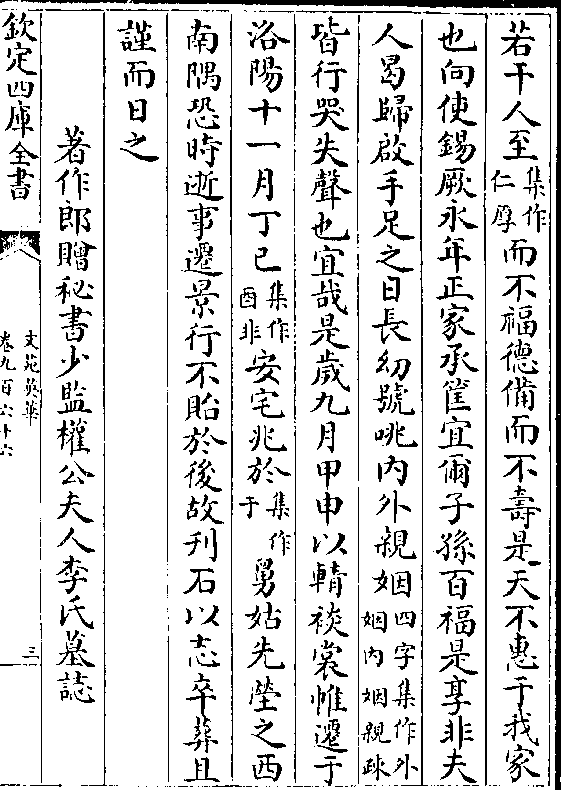 若干人至集作仁厚而不福德備而不壽是天不惠于我家
也向使錫厥永年正家承筐宜爾子孫百福是享非夫
人曷歸啟手足之日長幼號咷内外親姻四字集作外姻内姻親疎
皆行哭失聲也宜哉是歲九月甲申以輤裧裳帷遷于
洛陽十一月丁巳集作酉非安宅兆於集作于舅姑先塋之西
南隅恐時逝事遷景行不貽於後故刋石以志卒葬且
謹而日之
著作郎贈秘書少監權公夫人李氏墓誌
欽定四庫全書
文苑英華
卷九百六十六
三